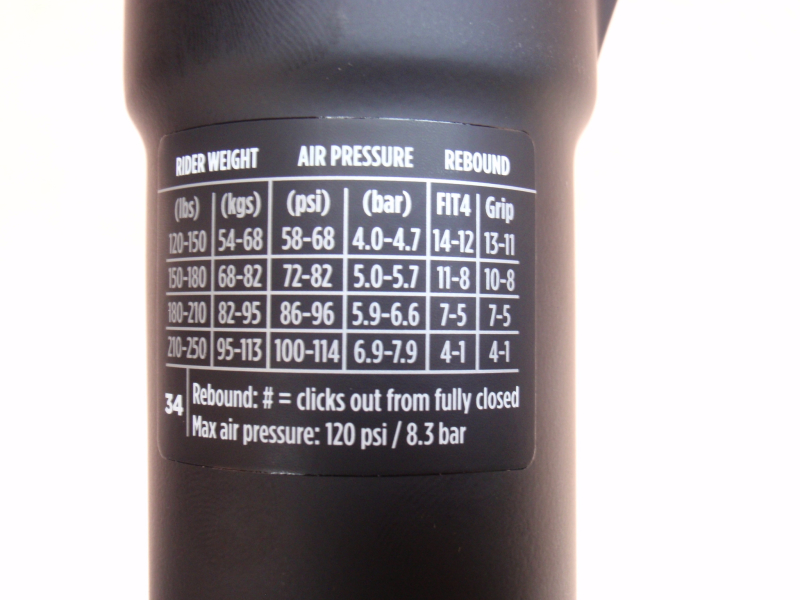 RIDER WEIGHT AIR PRESSURE REBOUND
(lbs) (kgs) (psi) (bar) FIT4 Grip
120-150 54-68 58-68 4.0-4.7 14-12 13-11
150-180 68-82 72-82 5.0-5.7 11-8 10-8
180-210 82-95 86-96 5.9-6.6 7-5 7-5
210-250 95-113 100-114 6.9-7.9 4-1 4-1
34 Rebound: # = clicks out from fully closed
Max air pressure: 120 psi / 8.3 bar